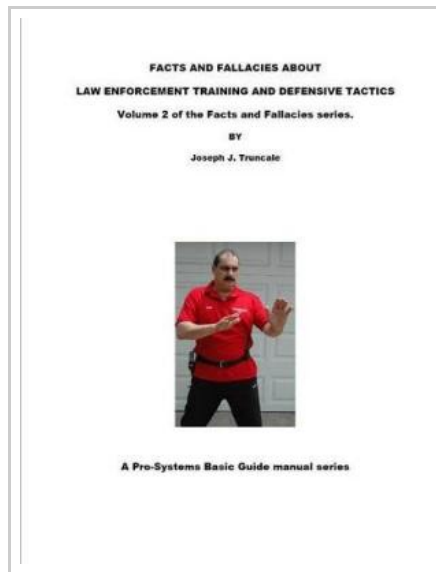 FACTS AND FALLACIES ABOUT
LAW ENFORCEMENT TRAINING AND DEFENSIVE TACTICS
Volume 2 of the Facts and Fallacies series.
BY
Joseph J. Truncale
A Pro-Systems Basic Guide manual series